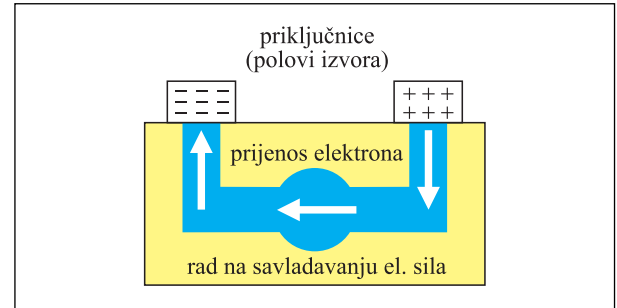 priključnice
(polovi izvora)
− − −
− − −
− − −
+ + +
+ + +
prijenos elektrona
rad na savladavanju el. sila